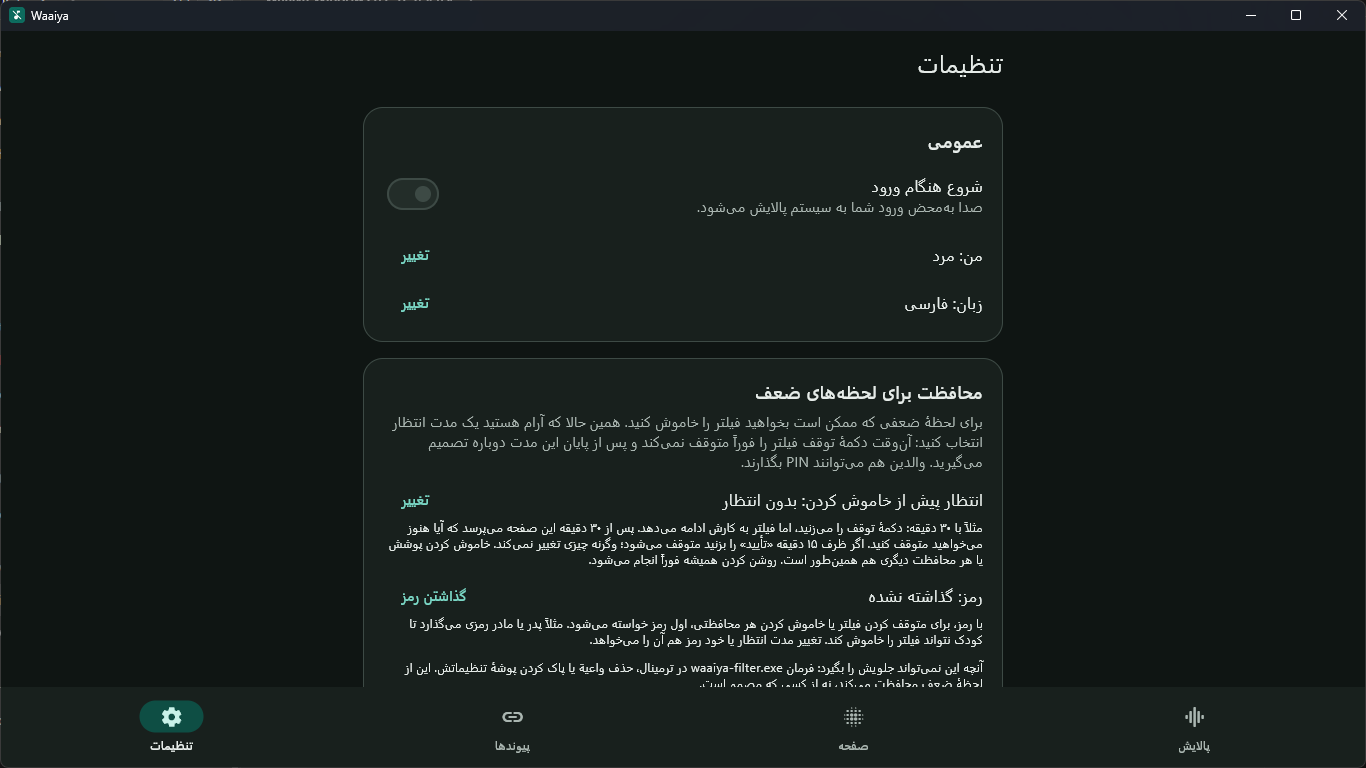 Waaiya
تنظیمات
عمومی
شروع هنگام ورود
صدا به‌محض ورود شما به سیستم پالایش می‌شود.
من: مرد
تغییر
زبان: فارسی
تغییر
محافظت برای لحظه‌های ضعف
برای لحظهٔ ضعفی که ممکن است بخواهید فیلتر را خاموش کنید. همین حالا که آرام هستید یک مدت انتظار
انتخاب کنید: آن‌وقت دکمهٔ توقف فیلتر را فوراً متوقف نمی‌کند و پس از پایان این مدت دوباره تصمیم
می‌گیرید. والدین هم می‌توانند PIN بگذارند.
انتظار پیش از خاموش کردن: بدون انتظار
تغییر
مثلاً با ۳۰ دقیقه: دکمهٔ توقف را می‌زنید، اما فیلتر به کارش ادامه می‌دهد. پس از ۳۰ دقیقه این صفحه می‌پرسد که آیا هنوز
می‌خواهید متوقف کنید. اگر ظرف ۱۵ دقیقه «تأیید» را بزنید متوقف می‌شود؛ وگرنه چیزی تغییر نمی‌کند. خاموش کردن پوشش
یا هر محافظت دیگری هم همین‌طور است. روشن کردن همیشه فوراً انجام می‌شود.
رمز: گذاشته نشده
گذاشتن رمز
با رمز، برای متوقف کردن فیلتر یا خاموش کردن هر محافظتی، اول رمز خواسته می‌شود. مثلاً پدر یا مادر رمزی می‌گذارد تا
کودک نتواند فیلتر را خاموش کند. تغییر مدت انتظار یا خود رمز هم آن را می‌خواهد.
آنچه این نمی‌تواند جلویش را بگیرد: فرمان waaiya-filter.exe در ترمینال، حذف واعیة یا پاک کردن پوشهٔ تنظیماتش. این از
لحظهٔ ضعف محافظت می‌کند، نه از کسی که مصمم است.
پالایش
صفحه
پیوندها
تنظیمات